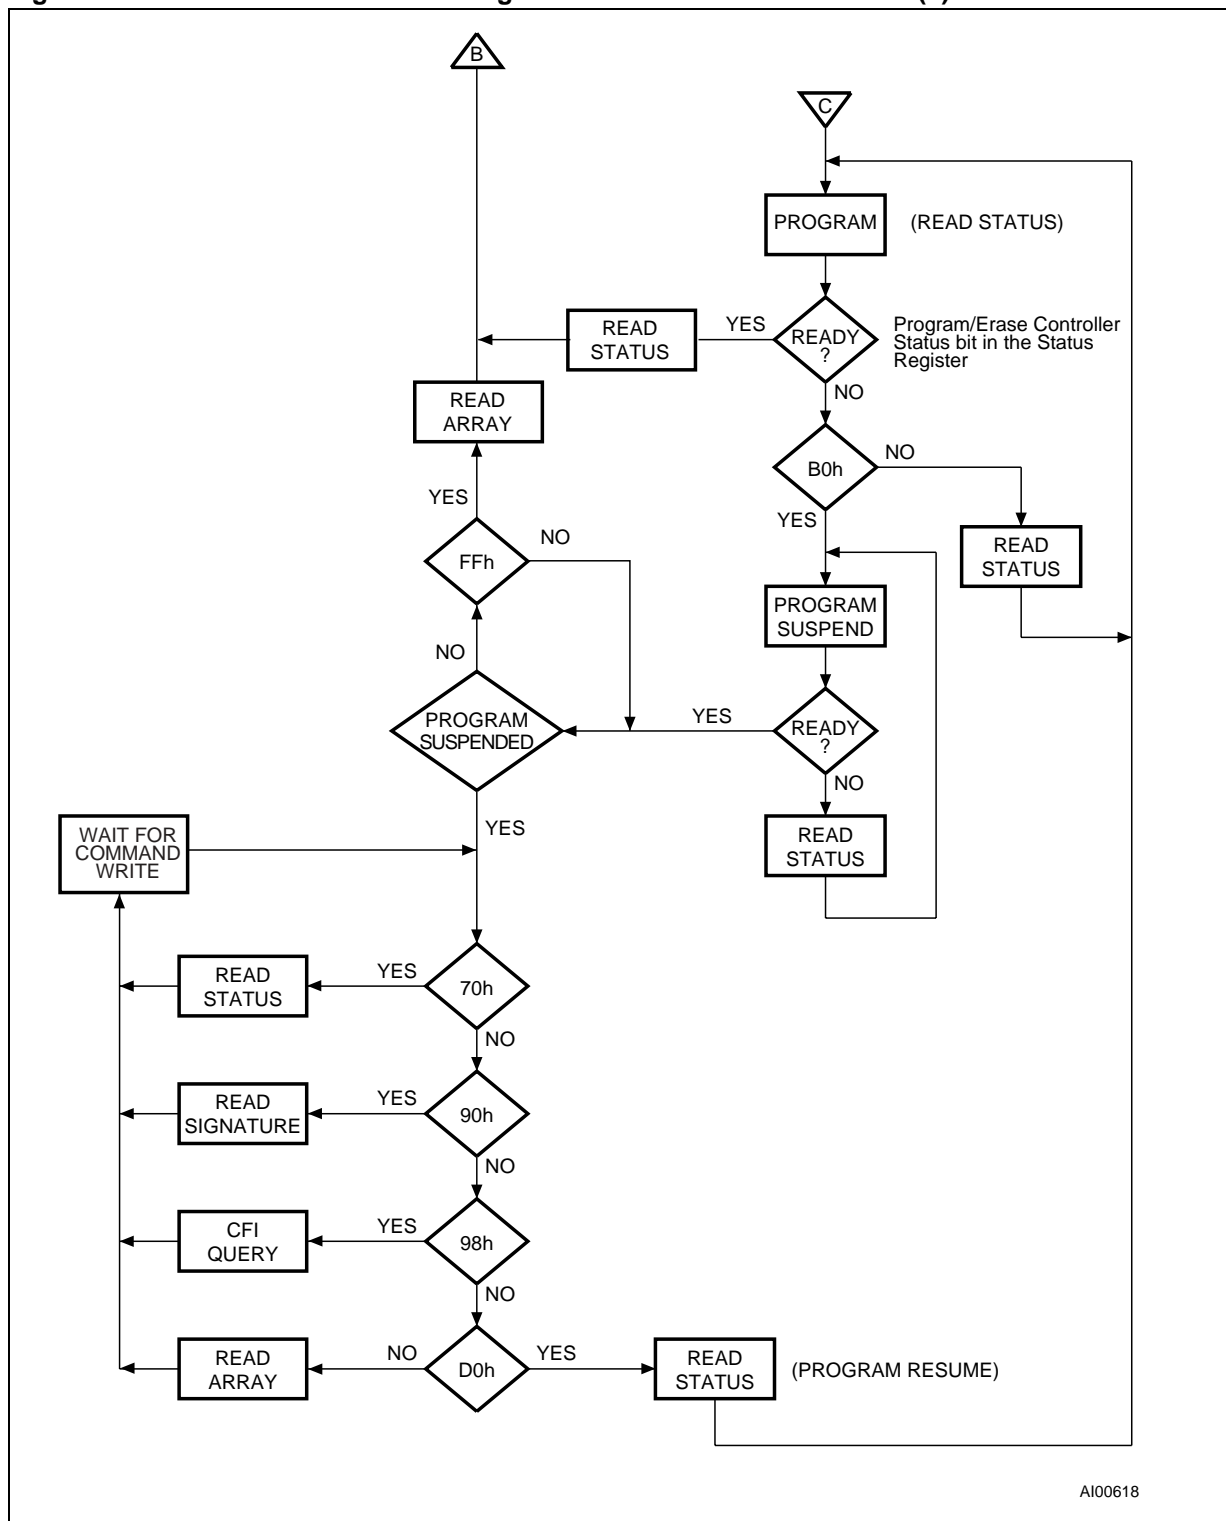 B
C
PROGRAM
(READ STATUS)
READ
STATUS
YES
READY
?
Program/Erase Controller
Status bit in the Status
Register
NO
READ
ARRAY
B0h
NO
YES
YES
FFh
NO
READ
STATUS
PROGRAM
SUSPEND
NO
PROGRAM
SUSPENDED
YES
READY
?
NO
YES
WAIT FOR
COMMAND
WRITE
READ
STATUS
READ
STATUS
YES
70h
NO
READ
SIGNATURE
YES
90h
NO
CFI
QUERY
YES
98h
NO
READ
ARRAY
NO
D0h
YES
READ
STATUS
(PROGRAM RESUME)
AI00618